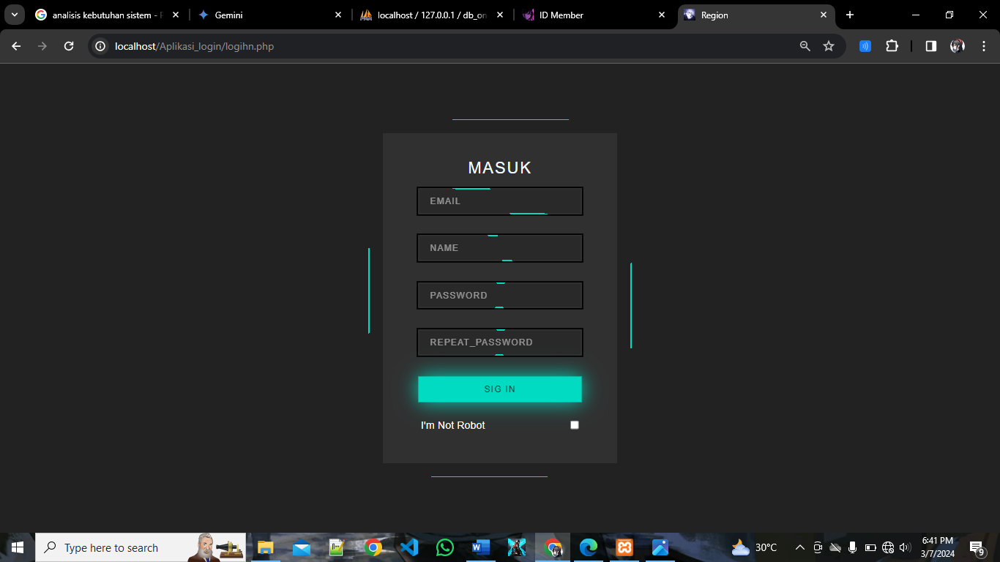 analisis kebutuhan sistem -
Gemini
localhost / 127.0.0.1 / db_on
ID Member
Region
localhost/Aplikasi_login/logihn.php
MASUK
EMAIL
NAME
PASSWORD
REPEAT_PASSWORD
SIG IN
I'm Not Robot
Type here to search
30°C
6:41 PM
3/7/2024
9